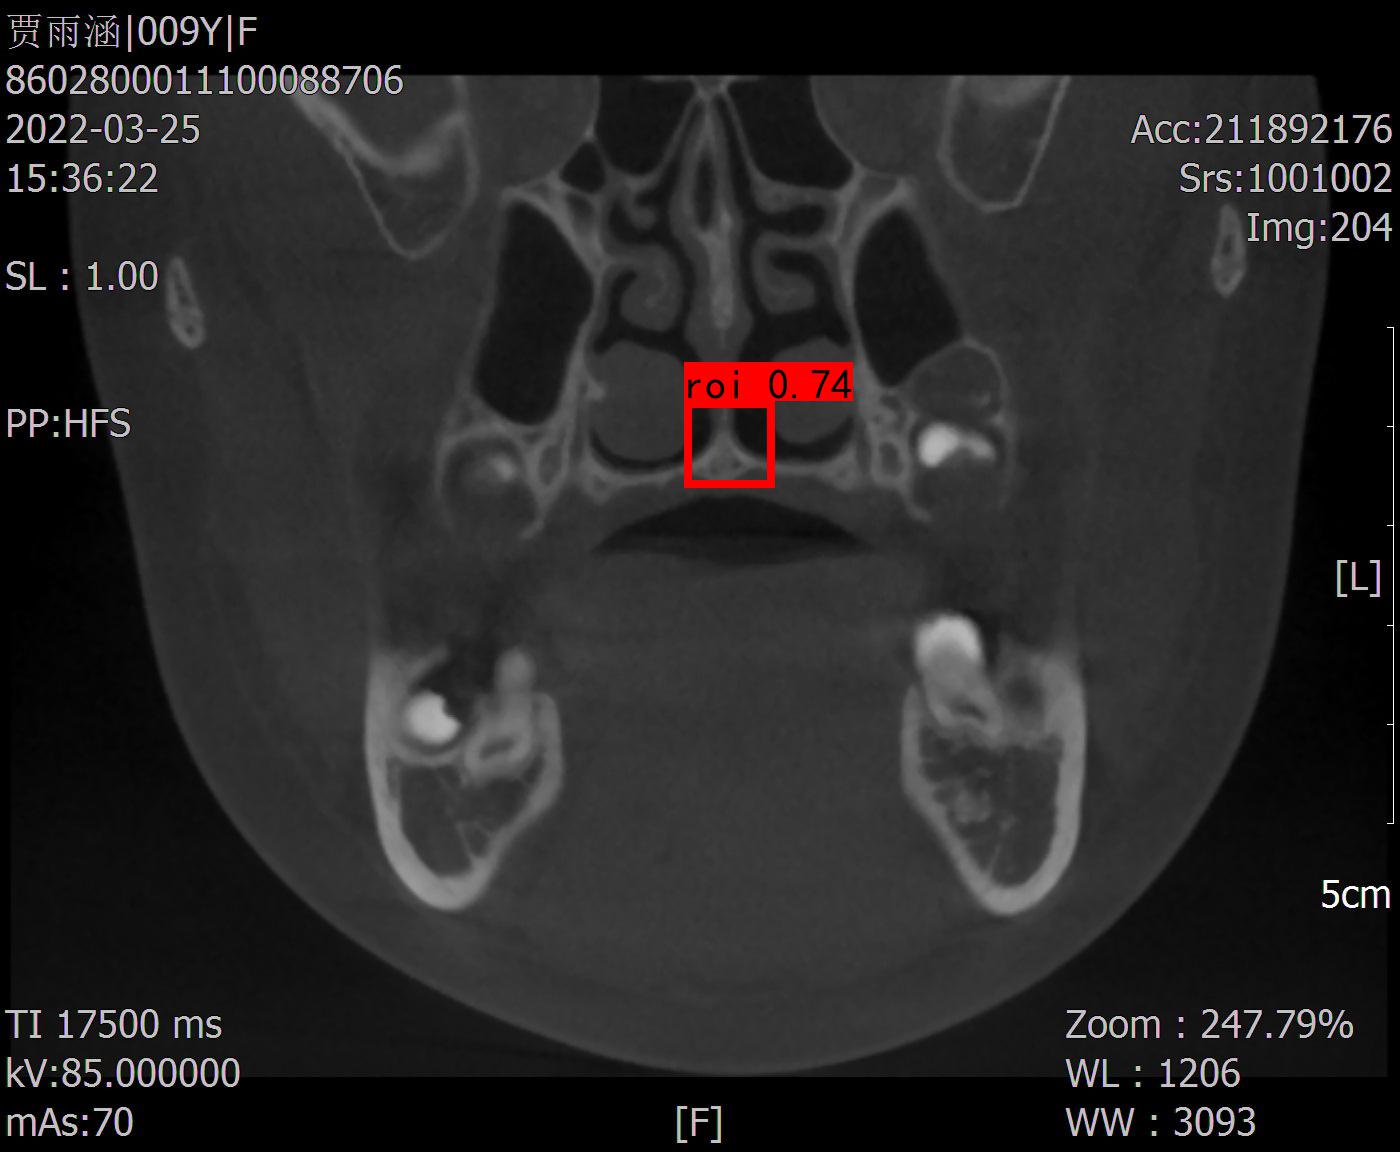 贾雨涵|009Y|F
8602800011100088706
2022-03-25
15:36:22
SL : 1.00
PP:HFS
Acc:211892176
Srs:1001002
Img:204
roi 0.74
[L]
5cm
TI 17500 ms
kV:85.000000
mAs:70
[F]
Zoom : 247.79%
WL : 1206
WW : 3093